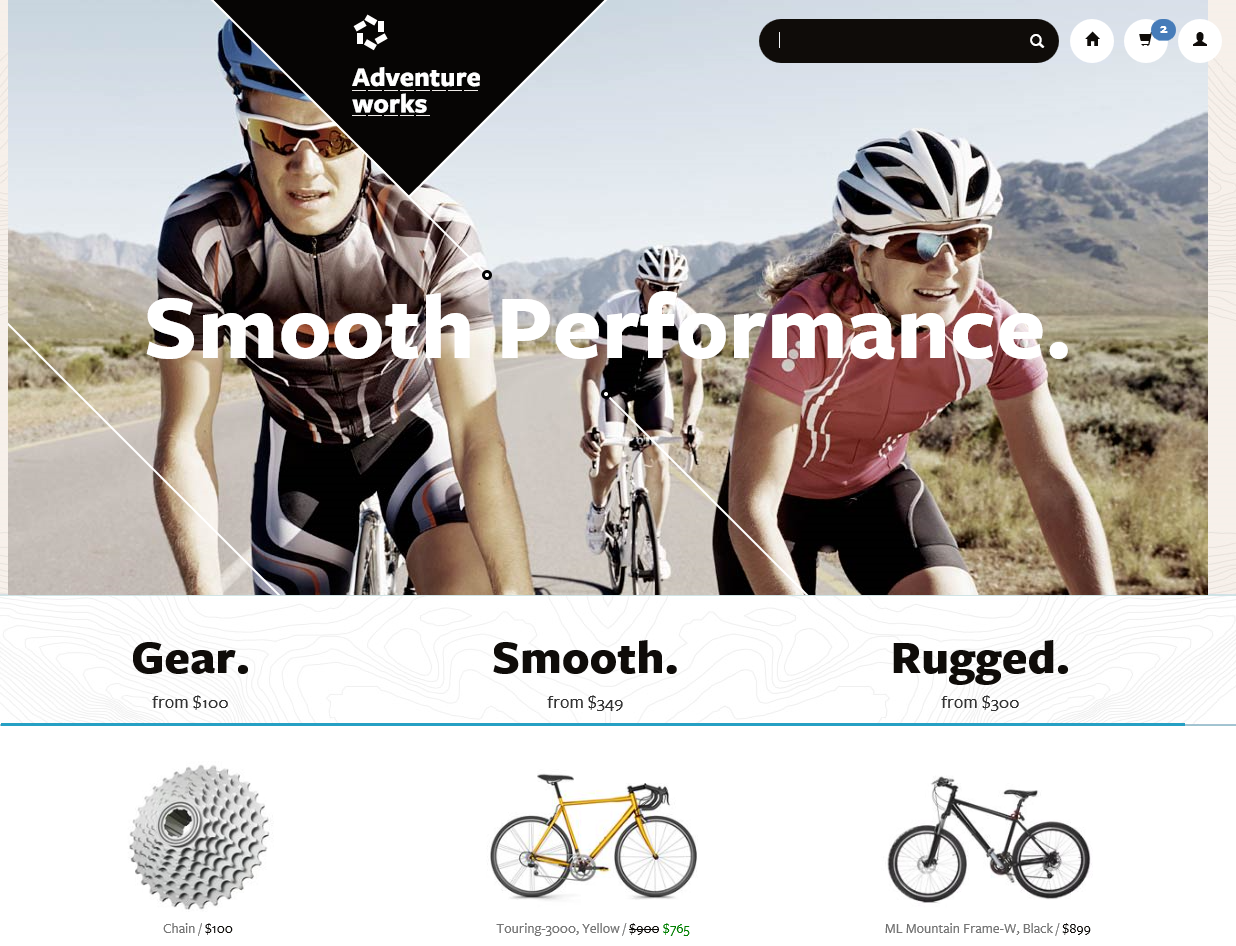 Adventure
works
2
Smooth Performance.
Gear.
Smooth.
Rugged.
from $100
from $349
from $300
Chain / $100
Touring-3000, Yellow / $900 $765
ML Mountain Frame-W, Black / $899